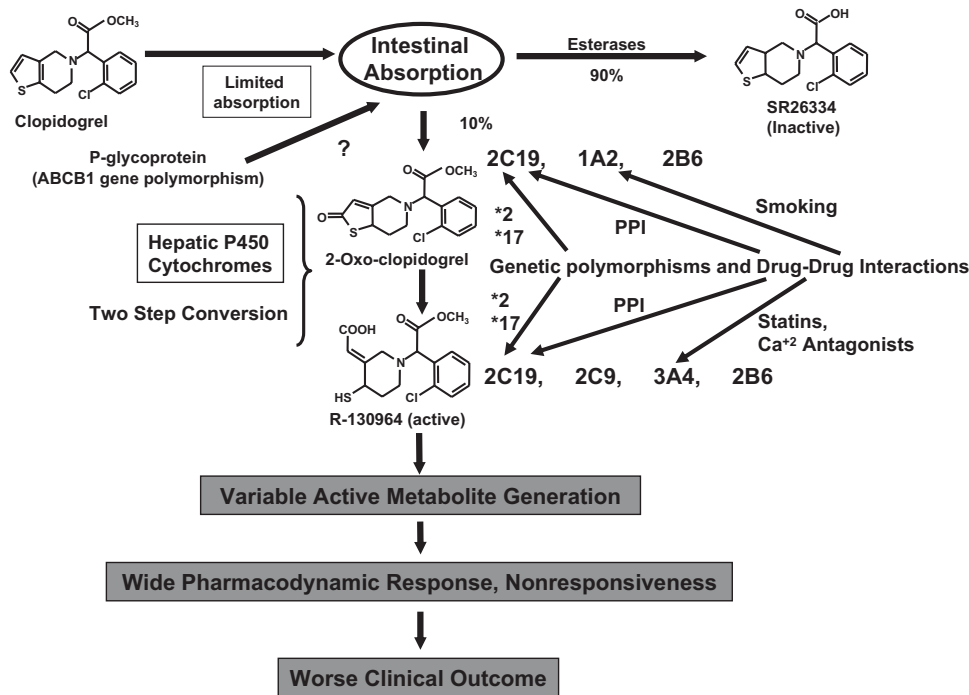 OCH₃
O
N
S
Cl
Clopidogrel
Limited
absorption
Intestinal
Absorption
Esterases
90%
O
OH
N
S
Cl
SR26334
(Inactive)
P-glycoprotein
(ABCB1 gene polymorphism)
?
10%
2C19, 1A2, 2B6
O
OCH₃
N
O
S
Cl
2-Oxo-clopidogrel
*2
*17
PPI
Smoking
Hepatic P450
Cytochromes
Two Step Conversion
Genetic polymorphisms and Drug-Drug Interactions
*2
*17
PPI
Statins,
Ca⁺² Antagonists
2C19, 2C9, 3A4, 2B6
COOH
O
OCH₃
N
HS
Cl
R-130964 (active)
Variable Active Metabolite Generation
Wide Pharmacodynamic Response, Nonresponsiveness
Worse Clinical Outcome